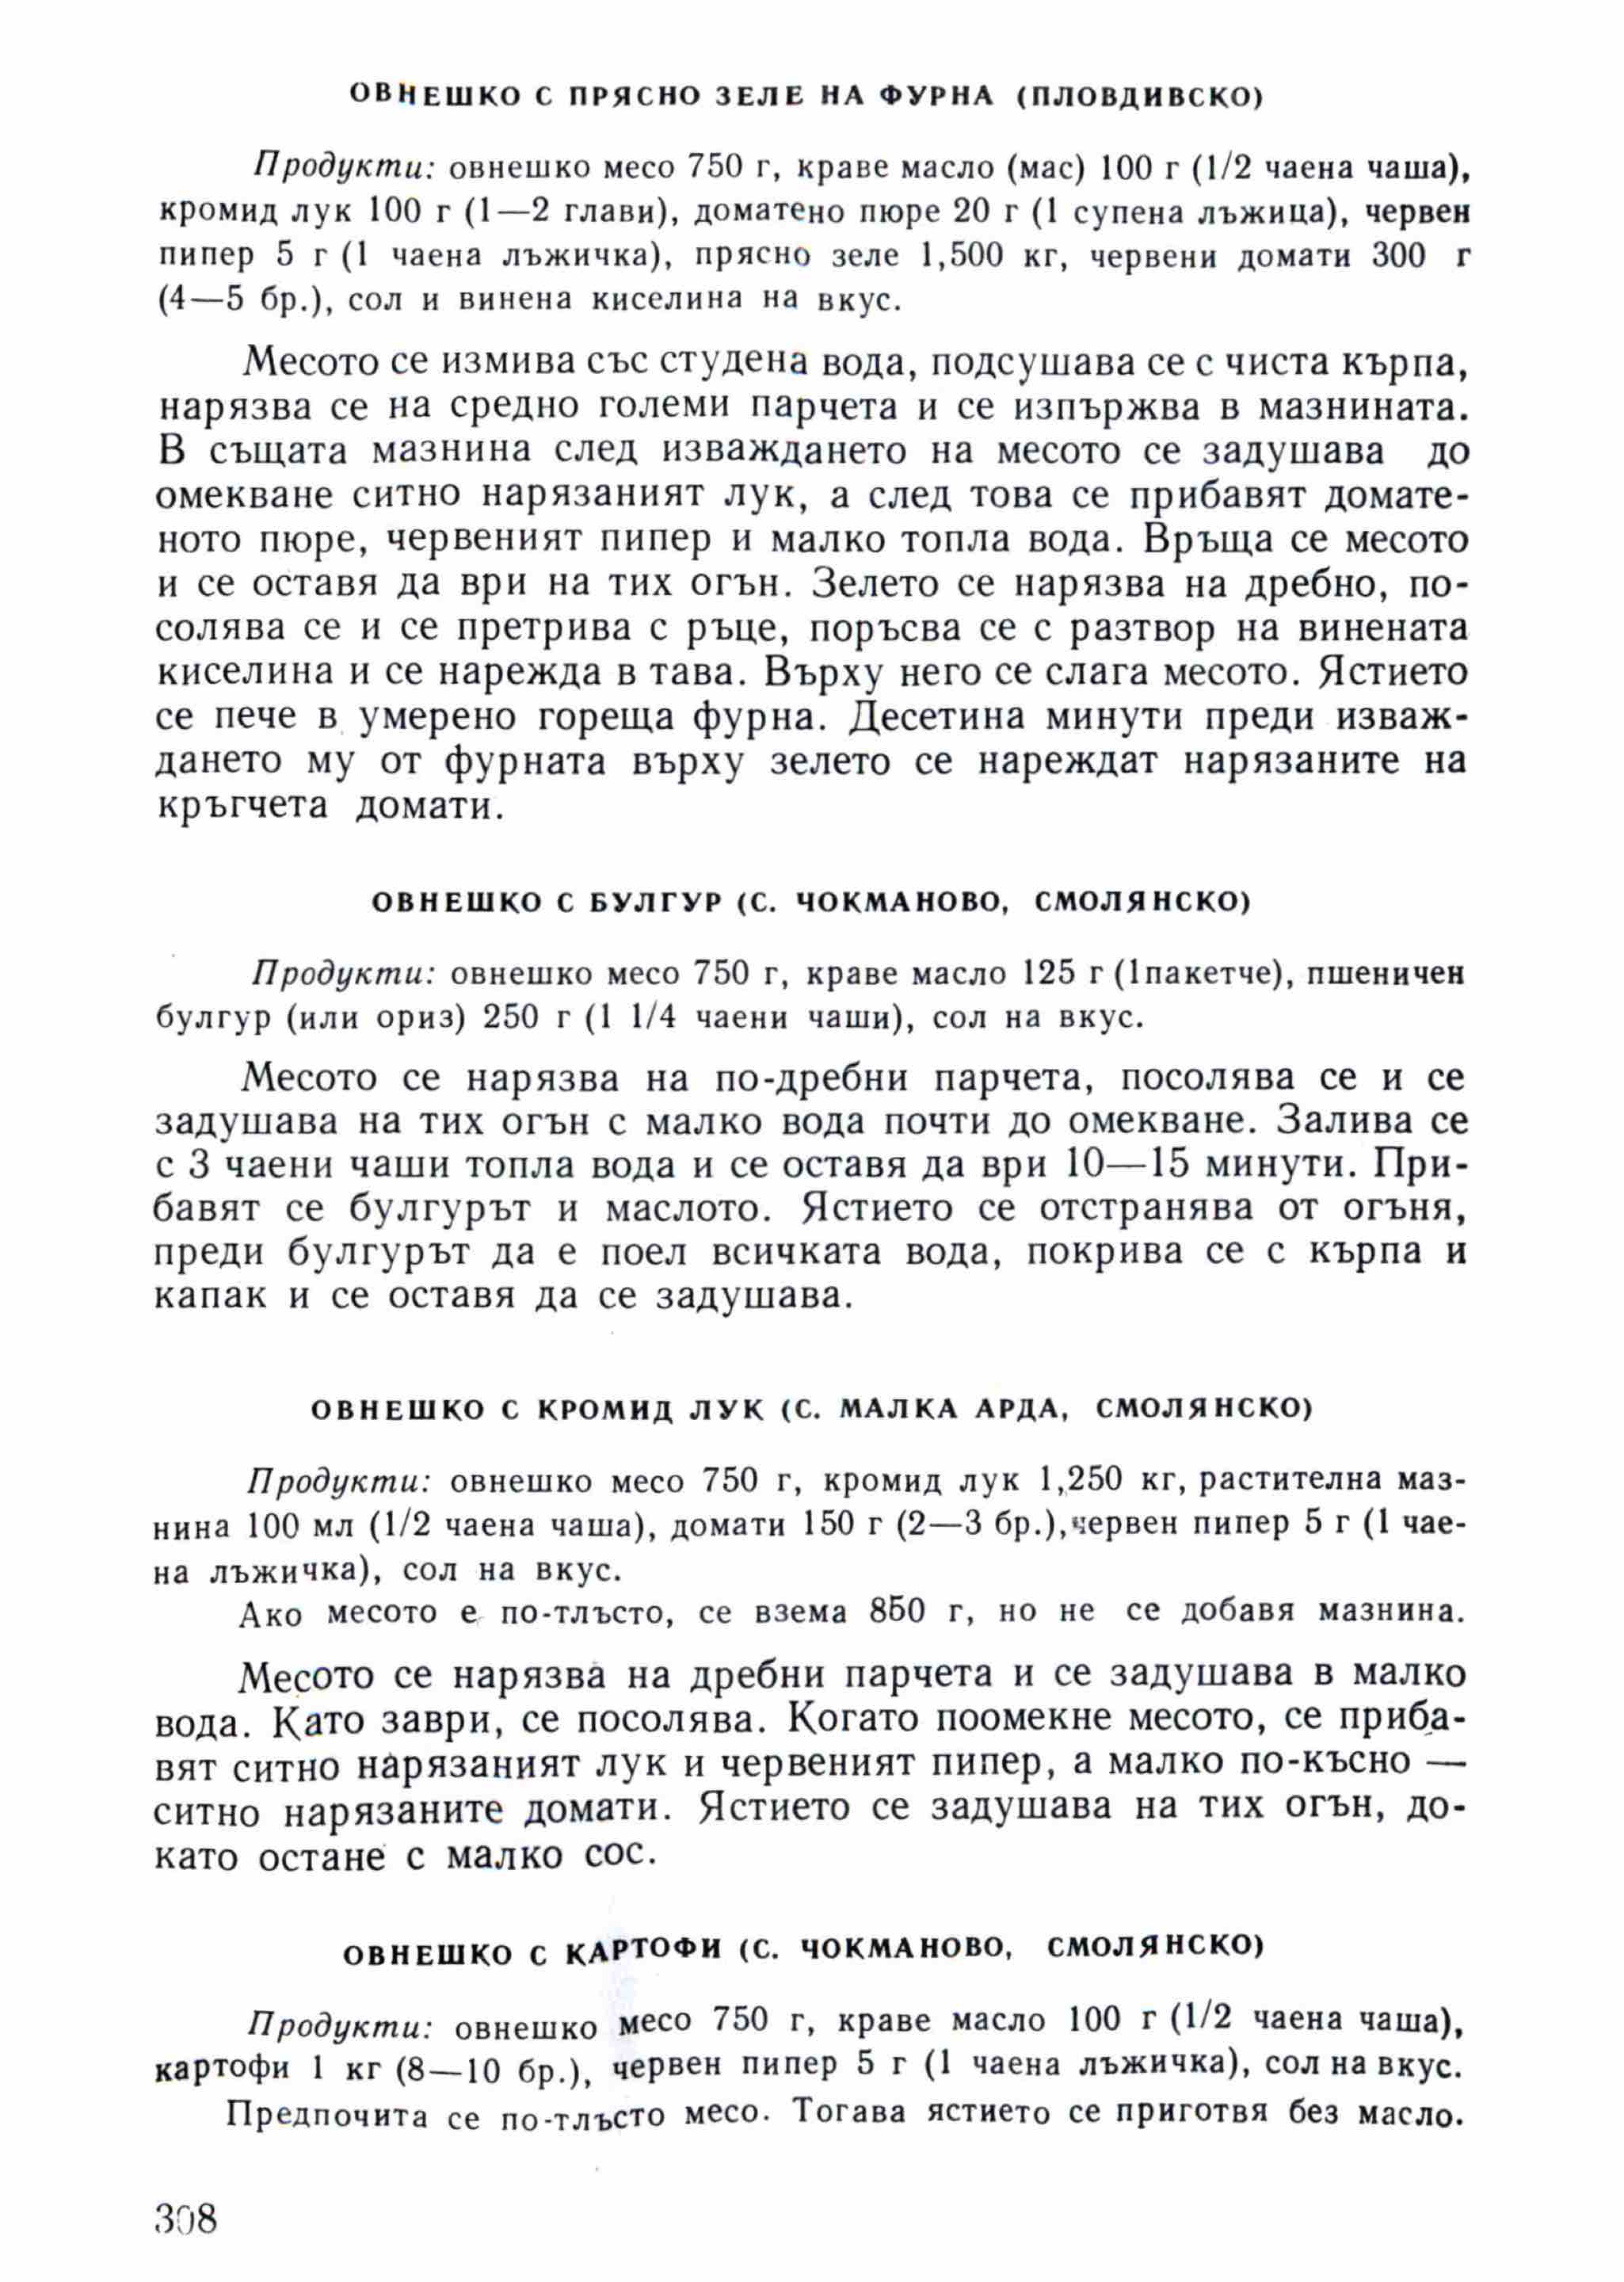 ОВНЕШКО С ПРЯСНО ЗЕЛЕ НА ФУРНА (ПЛОВДИВСКО)
Продукти: овнешко месо 750 г, краве масло (мас) 100 г (1/2 чаена чаша),
кромид лук 100 г (1—2 глави), доматено пюре 20 г (1 супена лъжица), червен
пипер 5 г (1 чаена лъжичка), прясно зеле 1,500 кг, червени домати 300 г
(4—5 бр.), сол и винена киселина на вкус.
Месото се измива със студена вода, подсушава се с чиста кърпа,
нарязва се на средно големи парчета и се изпържва в мазнината.
В същата мазнина след изваждането на месото се задушава до
омекване ситно нарязаният лук, а след това се прибавят домате-
ното пюре, червеният пипер и малко топла вода. Връща се месото
и се оставя да ври на тих огън. Зелето се нарязва на дребно, по-
солява се и се претрива с ръце, поръсва се с разтвор на винената
киселина и се нарежда в тава. Върху него се слага месото. Ястието
се пече в умерено гореща фурна. Десетина минути преди изваж-
дането му от фурната върху зелето се нареждат нарязаните на
кръгчета домати.
ОВНЕШКО С БУЛГУР (С. ЧОКМАНОВО, СМОЛЯНСКО)
Продукти: овнешко месо 750 г, краве масло 125 г (1пакетче), пшеничен
булгур (или ориз) 250 г (1 1/4 чаени чаши), сол на вкус.
Месото се нарязва на по-дребни парчета, посолява се и се
задушава на тих огън с малко вода почти до омекване. Залива се
с 3 чаени чаши топла вода и се оставя да ври 10—15 минути. При-
бавят се булгурът и маслото. Ястието се отстранява от огъня,
преди булгурът да е поел всичката вода, покрива се с кърпа и
капак и се оставя да се задушава.
ОВНЕШКО С КРОМИД ЛУК (С. МАЛКА АРДА, СМОЛЯНСКО)
Продукти: овнешко месо 750 г, кромид лук 1,250 кг, растителна маз-
нина 100 мл (1/2 чаена чаша), домати 150 г (2—3 бр.),червен пипер 5 г (1 чае-
на лъжичка), сол на вкус.
Ако месото е по-тлъсто, се взема 850 г, но не се добавя мазнина.
Месото се нарязва на дребни парчета и се задушава в малко
вода. Като заври, се посолява. Когато поомекне месото, се приба-
вят ситно нарязаният лук и червеният пипер, а малко по-късно —
ситно нарязаните домати. Ястието се задушава на тих огън, до-
като остане с малко сос.
ОВНЕШКО С КАРТОФИ (С. ЧОКМАНОВО, СМОЛЯНСКО)
Продукти: овнешко месо 750 г, краве масло 100 г (1/2 чаена чаша),
картофи 1 кг (8—10 бр.), червен пипер 5 г (1 чаена лъжичка), сол на вкус.
Предпочита се по-тлъсто месо. Тогава ястието се приготвя без масло.
308